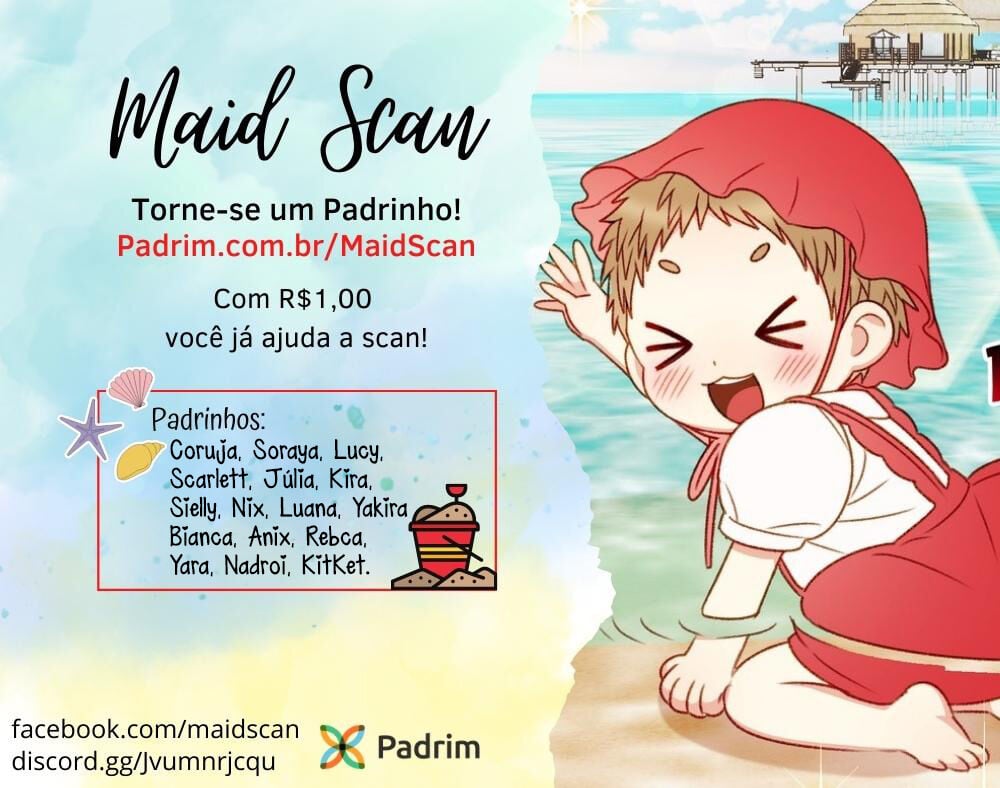 Maid Scan
Torne-se um Padrinho!
Padrim.com.br/MaidScan
Com R$1,00
você já ajuda a scan!
Padrinhos:
Coruja, Soraya, Lucy,
Scarlett, Júlia, Kira,
Sielly, Nix, Luana, Yakira
Bianca, Anix, Rebca,
Yara, Nadroi, KitKet.
facebook.com/maidscan
discord.gg/Jvumnrjcqu
Padrim